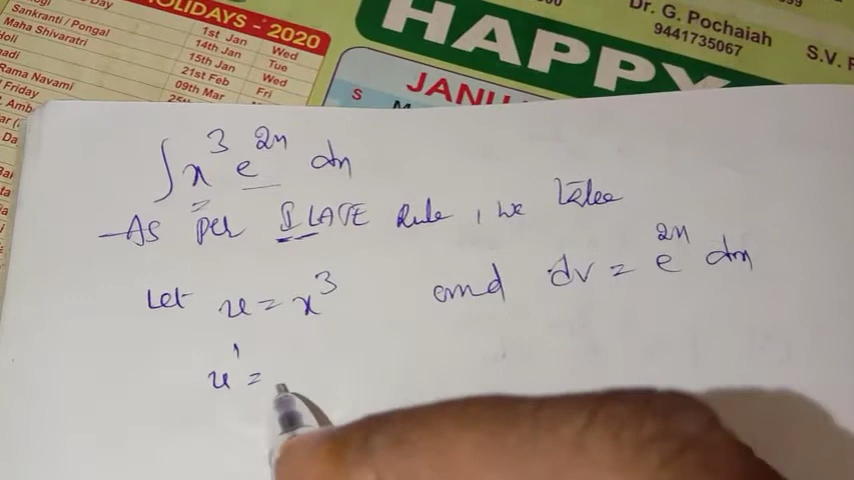 HOLIDAYS - 2020
Sankranti / Pongal
Maha Shivaratri
Holi
Rama Navami
Friday
1st Jan Wed
14th Jan Tue
15th Jan Wed
21st Feb Fri
09th Mar
HAPPY
JANU
S
M
Dr. G. Pochaiah
9441735067
S.V.
∫ x³ e²ˣ dx
As per ILATE Rule, we take
Let u = x³ and dv = e²ˣ dx
u' =